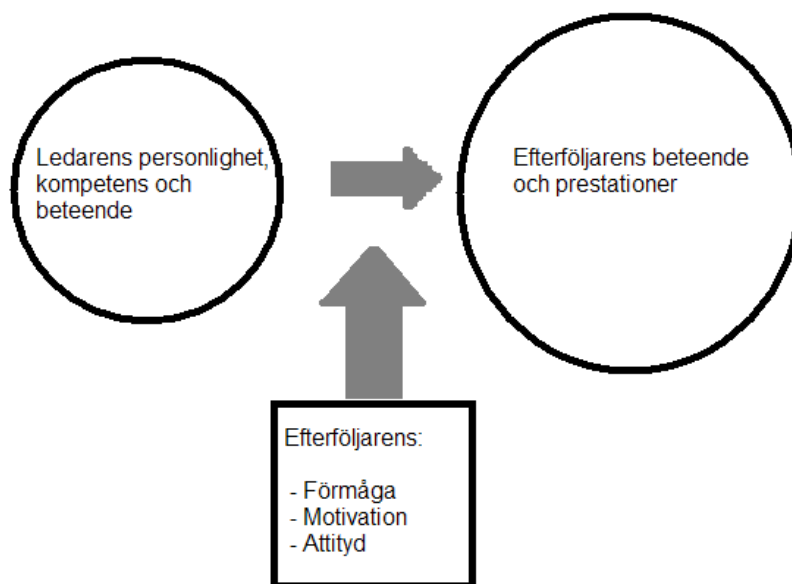 Ledarens personlighet,
kompetens och
beteende
Efterföljarens beteende
och prestationer
Efterföljarens:
- Förmåga
- Motivation
- Attityd